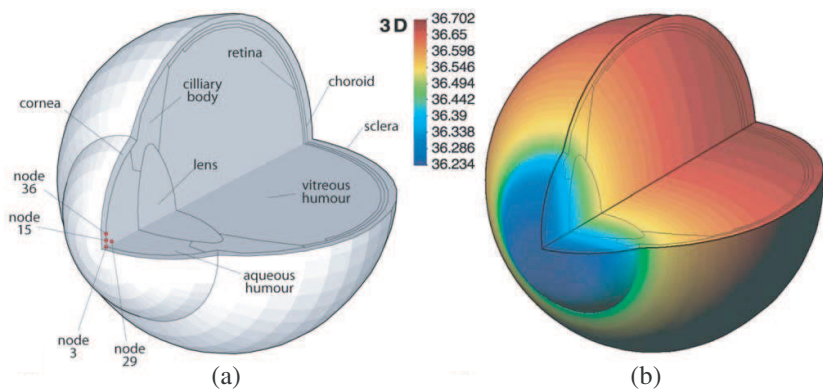 retina
choroid
cilliary
body
cornea
sclera
lens
node
36
vitreous
humour
node
15
aqueous
humour
node
3
node
29
(a)
3D
36.702
36.65
36.598
36.546
36.494
36.442
36.39
36.338
36.286
36.234
(b)